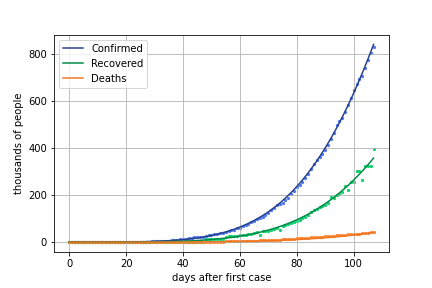 Confirmed
Recovered
Deaths
800
600
400
200
0
thousands of people
0 20 40 60 80 100
days after first case